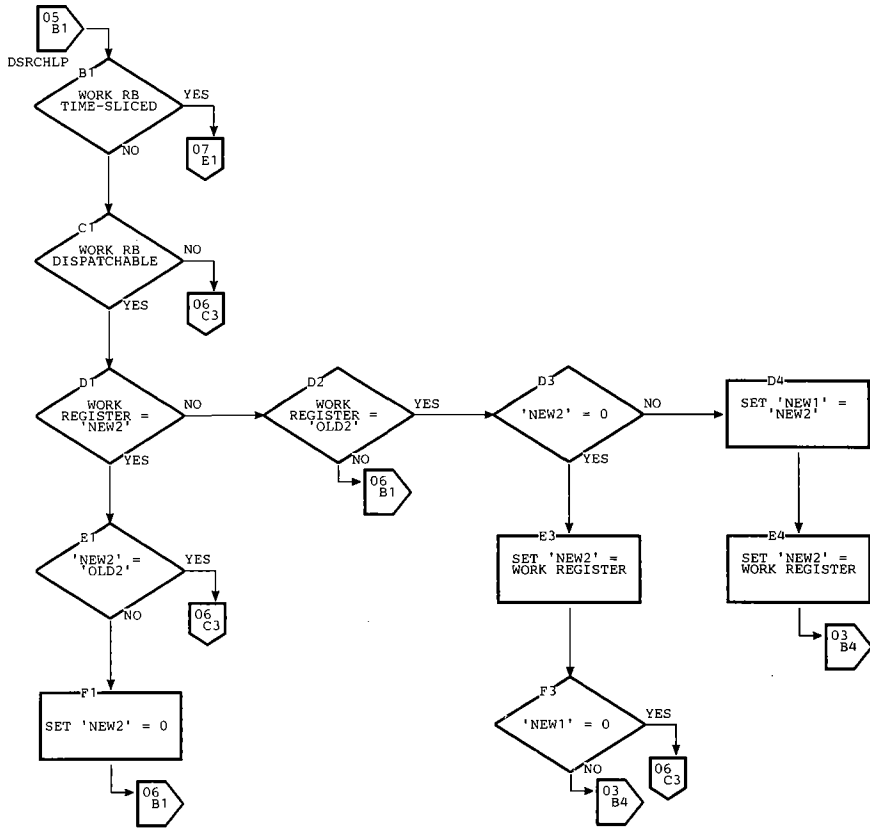 05
B1
DSRCHLP
B1
WORK RB
TIME-SLICED
YES
07
E1
NO
C1
WORK RB
DISPATCHABLE
NO
06
C3
YES
D1
WORK
REGISTER =
'NEW2'
NO
YES
D2
WORK
REGISTER =
'OLD2'
YES
NO
06
B1
D3
'NEW2' = 0
NO
YES
D4
SET 'NEW1' =
'NEW2'
E1
'NEW2' =
'OLD2'
YES
06
C3
NO
E3
SET 'NEW2' =
WORK REGISTER
E4
SET 'NEW2' =
WORK REGISTER
03
B4
F1
SET 'NEW2' = 0
06
B1
F3
'NEW1' = 0
YES
06
C3
NO
03
B4